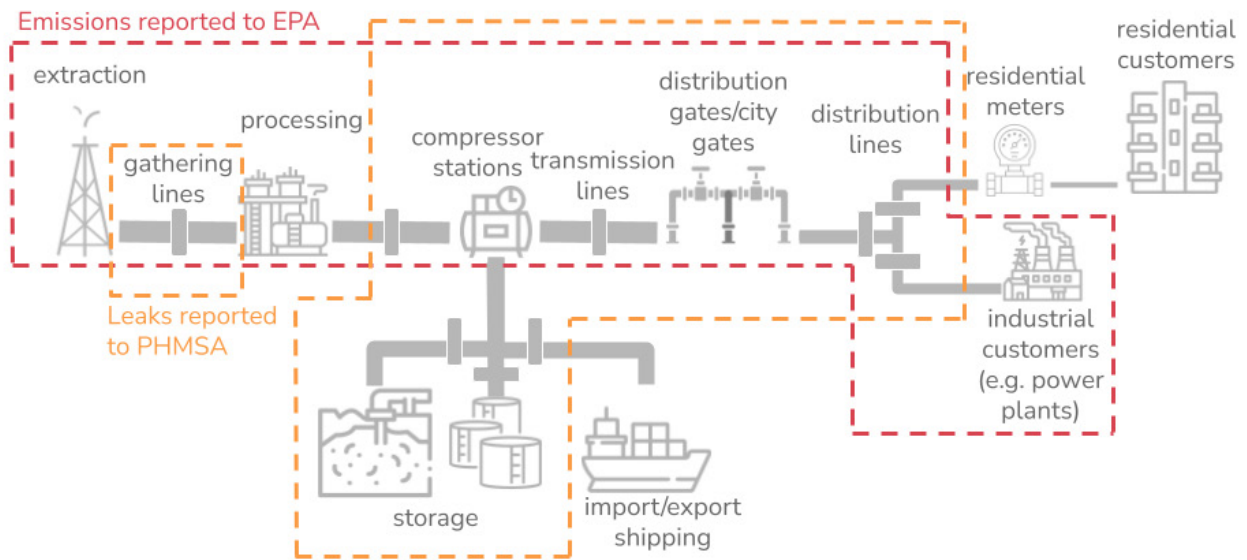 Emissions reported to EPA
extraction
gathering
lines
processing
compressor
stations
transmission
lines
distribution
gates/city
gates
distribution
lines
residential
meters
residential
customers
Leaks reported
to PHMSA
industrial
customers
(e.g. power
plants)
storage
import/export
shipping